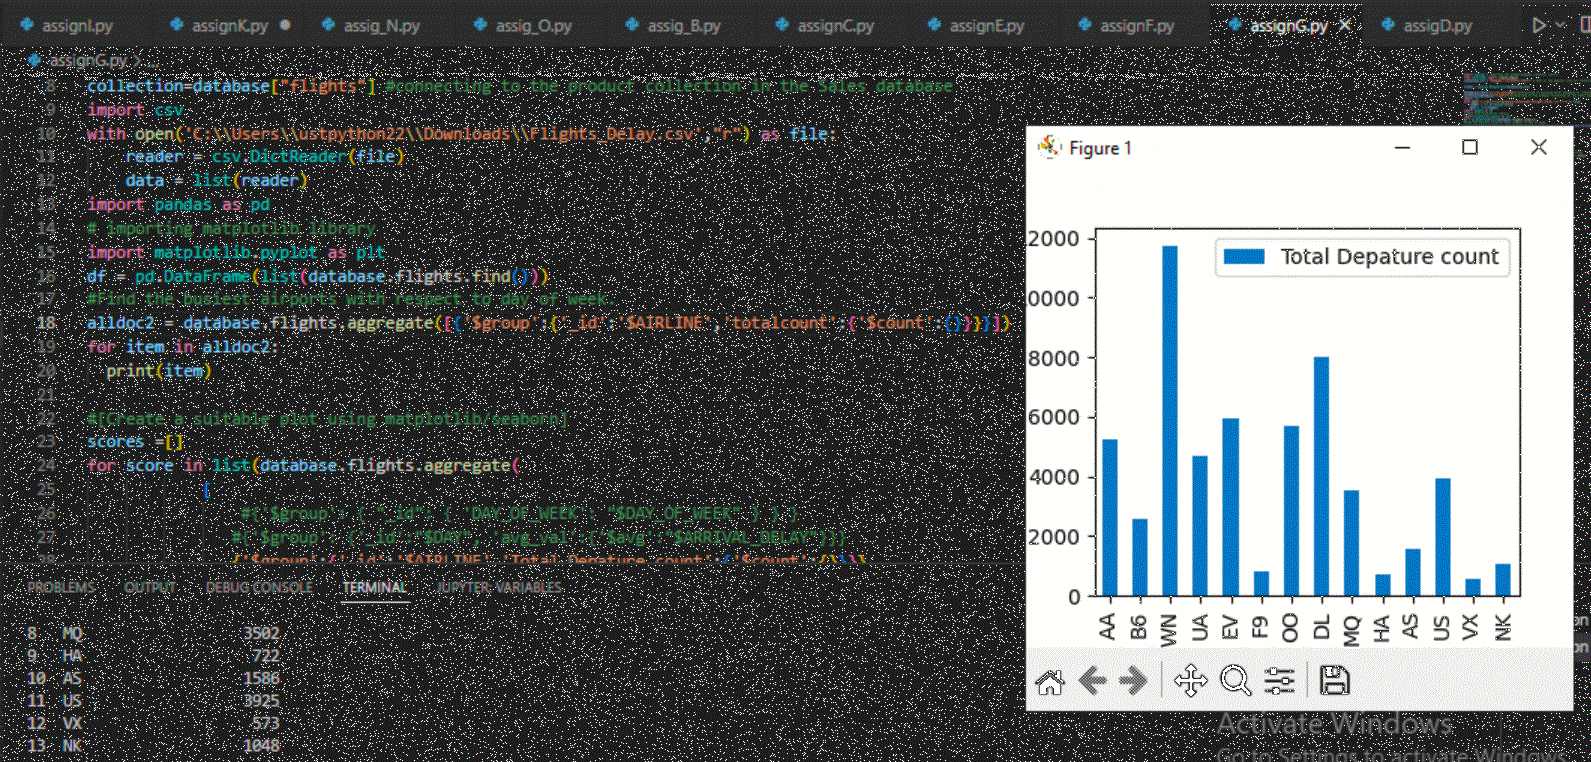 assignI.py assignK.py assig_N.py assig_O.py assig_B.py assignC.py assignE.py assignF.py assignG.py assigD.py
assignG.py > ...
8 collection=database["flights"] #connecting to the product collection in the Sales database
9 import csv
10 with open('C:\\Users\\ustpython22\\Downloads\\Flights_Delay.csv',"r") as file:
11 reader = csv.DictReader(file)
12 data = list(reader)
13 import pandas as pd
14 # importing matplotlib library
15 import matplotlib.pyplot as plt
16 df = pd.DataFrame(list(database.flights.find()))
17 #Find the busiest airports with respect to day of week.
18 alldoc2 = database.flights.aggregate([{'$group':{'_id':'$AIRLINE','totalcount':{'$count':{}}}}])
19 for item in alldoc2:
20 print(item)
21
22 #[Create a suitable plot using matplotlib/seaborn]
23 scores =[]
24 for score in list(database.flights.aggregate(
25 [
26 #{'$group': { "_id": { 'DAY_OF_WEEK': "$DAY_OF_WEEK" } } }
27 #{'$group': {"_id":"$DAY", 'avg_val':{'$avg':"$ARRIVAL_DELAY"}}}
28 {'$group':{'_id':'$AIRLINE','Total Depature count':{'$count':{}}}}
PROBLEMS OUTPUT DEBUG CONSOLE TERMINAL JUPYTER: VARIABLES
8 MQ 3502
9 HA 722
10 AS 1586
11 US 3925
12 VX 573
13 NK 1048
Figure 1
Total Depature count
2000
0000
8000
6000
4000
2000
0
AA B6 WN UA EV F9 OO DL MQ HA AS US VX NK
on
on
Activate Windows
Go to Settings to activate Windows.